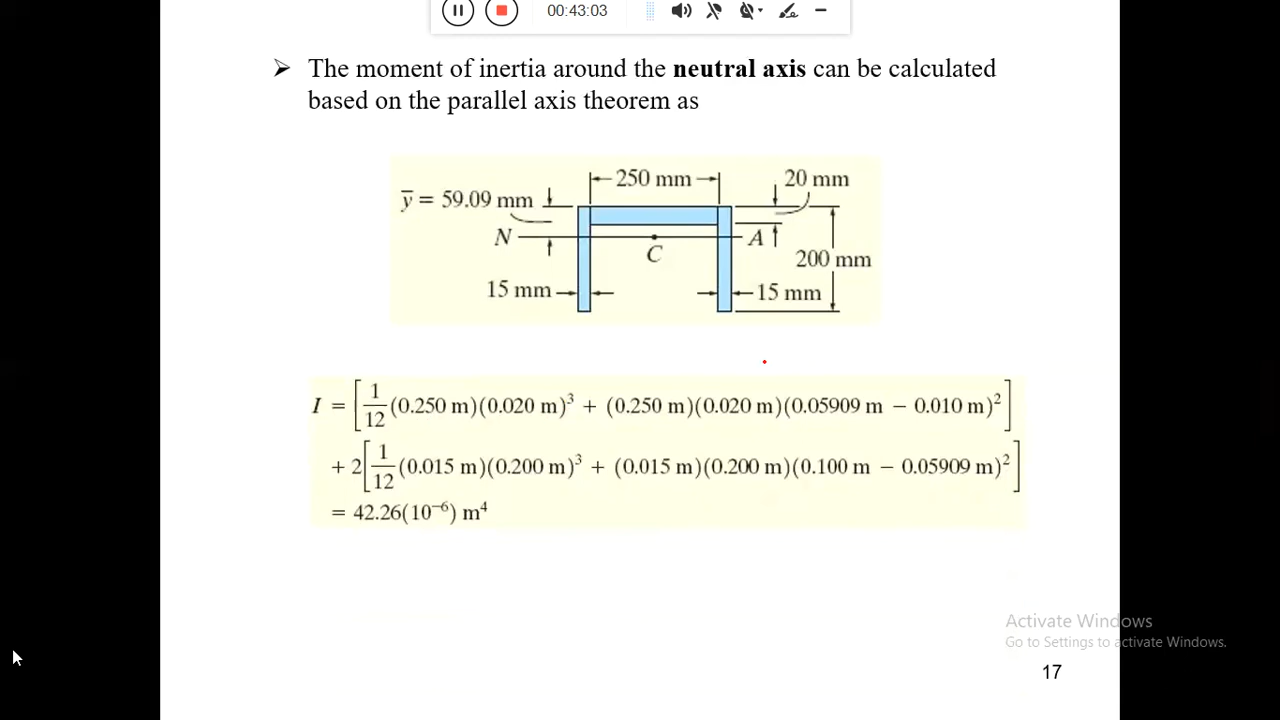 00:43:03
➢ The moment of inertia around the neutral axis can be calculated
based on the parallel axis theorem as
250 mm
20 mm
y̅ = 59.09 mm
N
A
C
200 mm
15 mm
15 mm
I = [1/12 (0.250 m)(0.020 m)³ + (0.250 m)(0.020 m)(0.05909 m − 0.010 m)²]
+ 2[1/12 (0.015 m)(0.200 m)³ + (0.015 m)(0.200 m)(0.100 m − 0.05909 m)²]
= 42.26(10⁻⁶) m⁴
Activate Windows
Go to Settings to activate Windows.
17